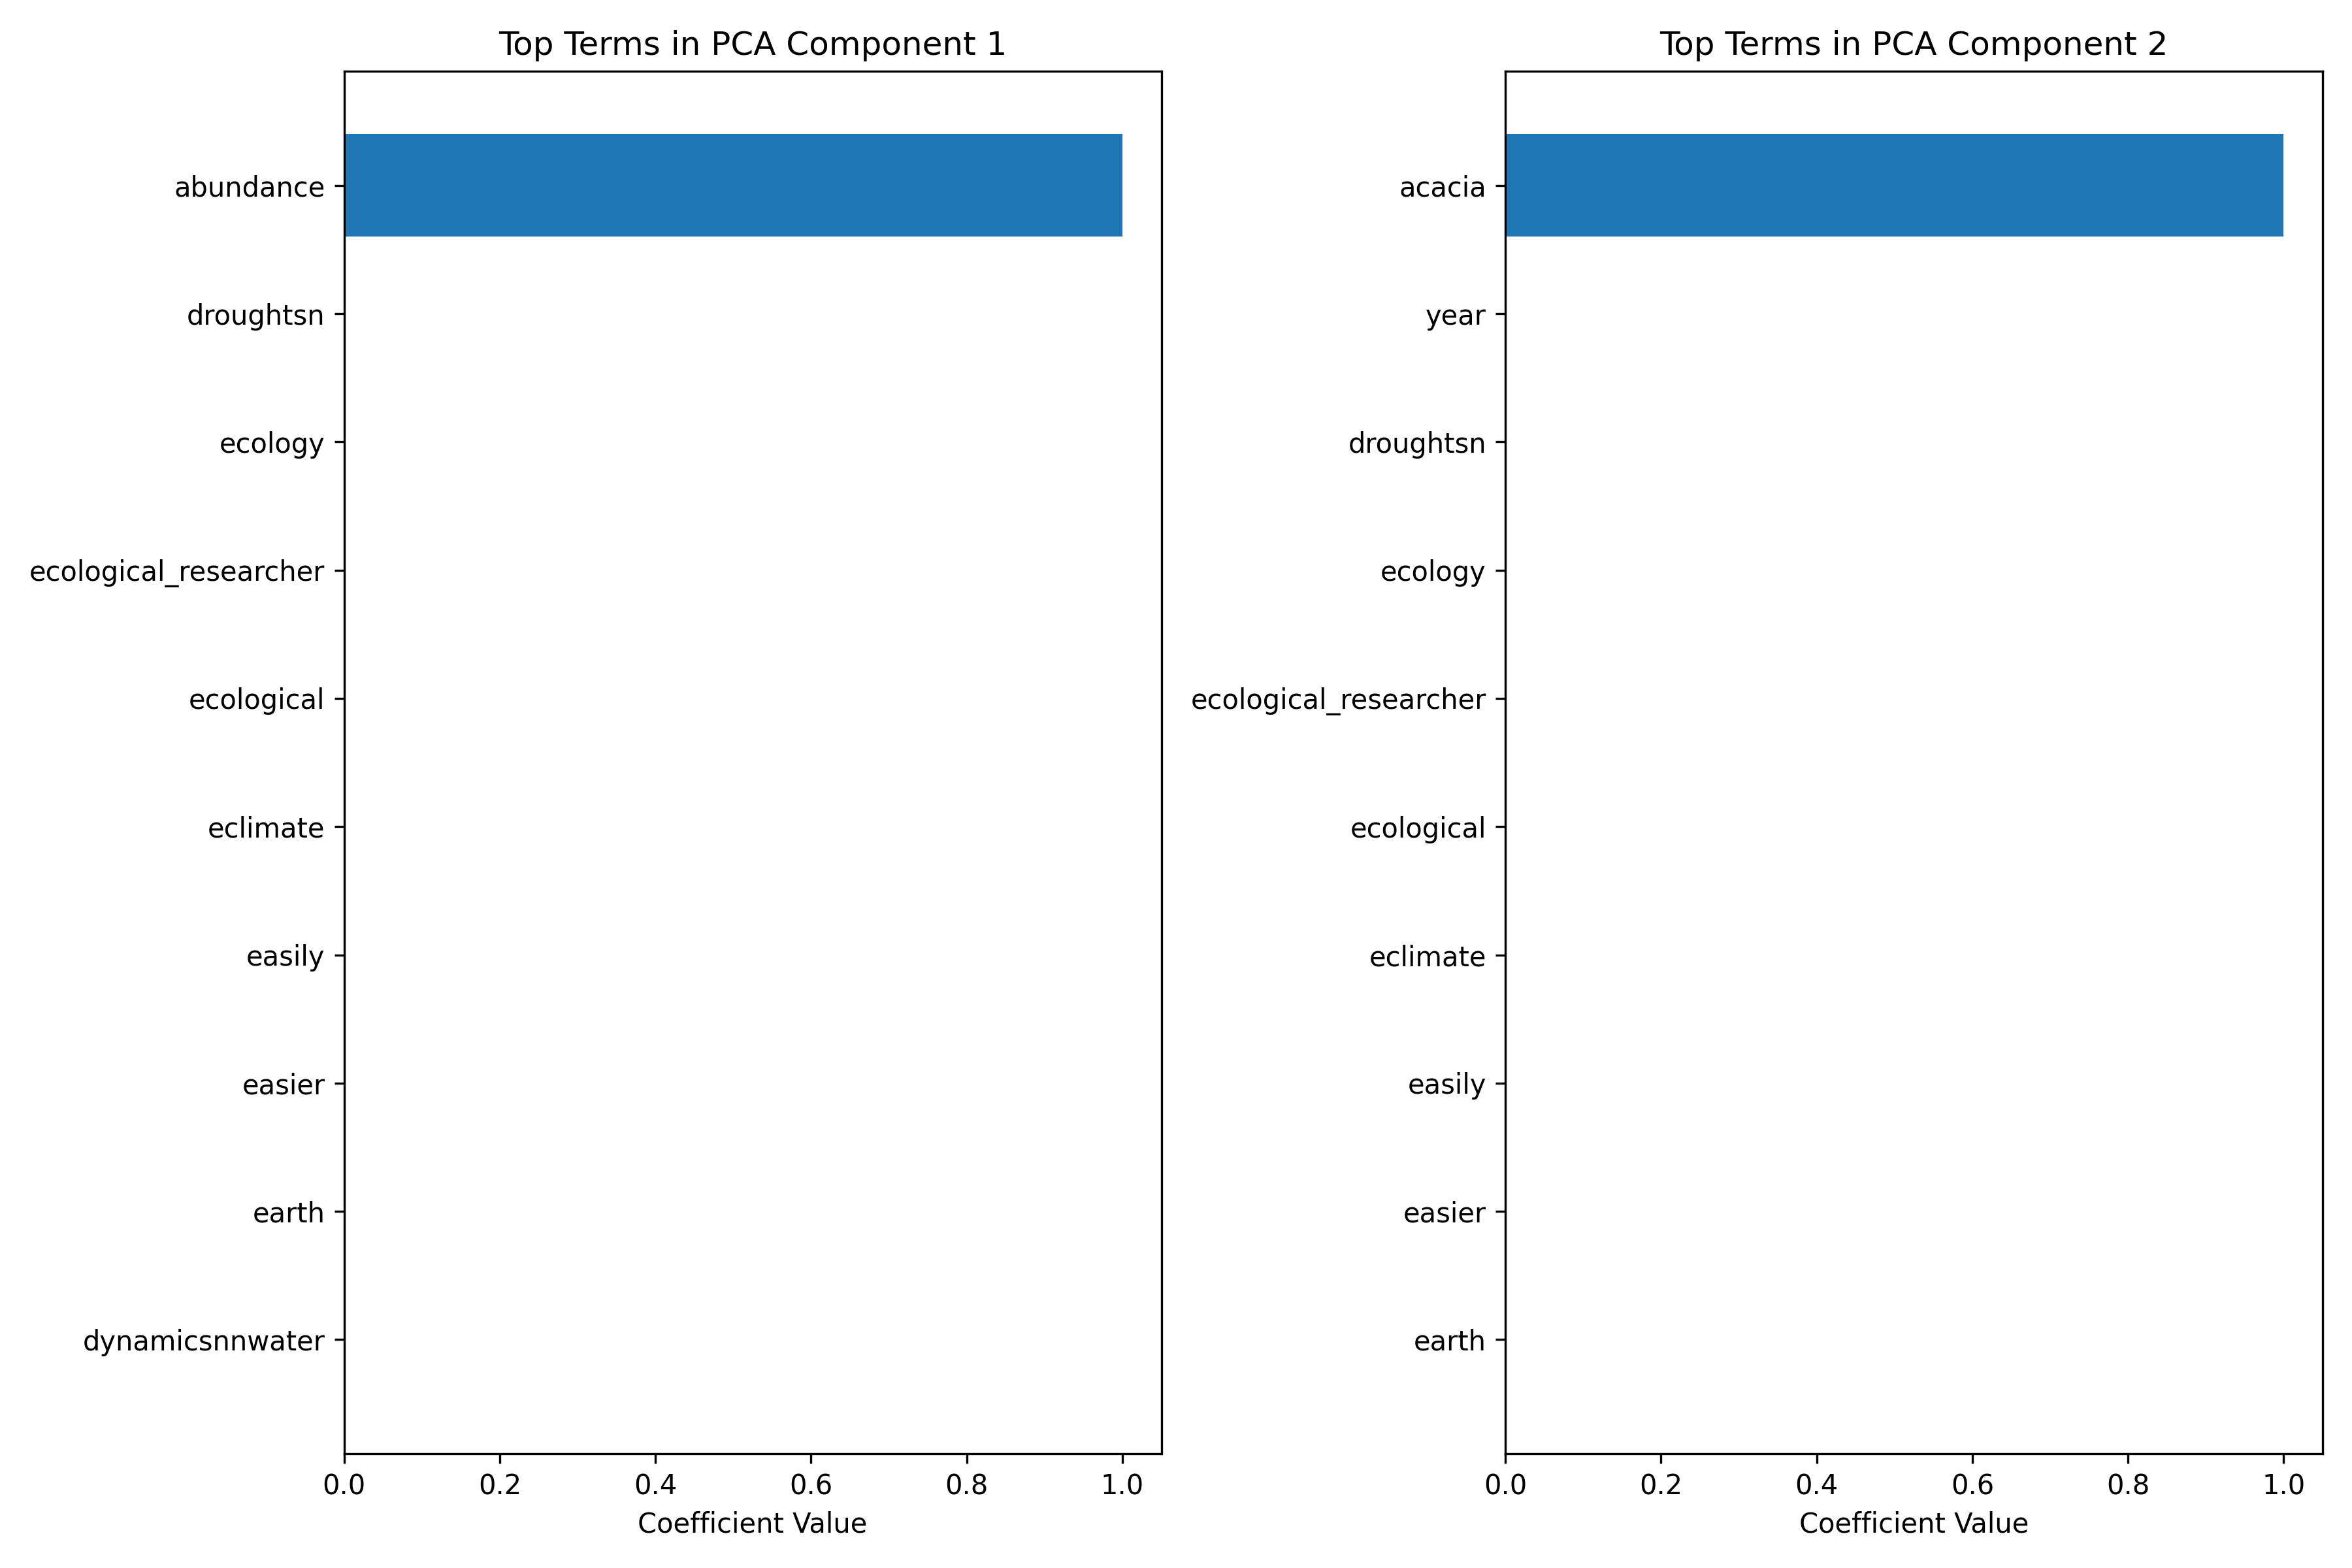 Top Terms in PCA Component 1
abundance
droughtsn
ecology
ecological_researcher
ecological
eclimate
easily
easier
earth
dynamicsnnwater
0.0 0.2 0.4 0.6 0.8 1.0
Coefficient Value
Top Terms in PCA Component 2
acacia
year
droughtsn
ecology
ecological_researcher
ecological
eclimate
easily
easier
earth
0.0 0.2 0.4 0.6 0.8 1.0
Coefficient Value